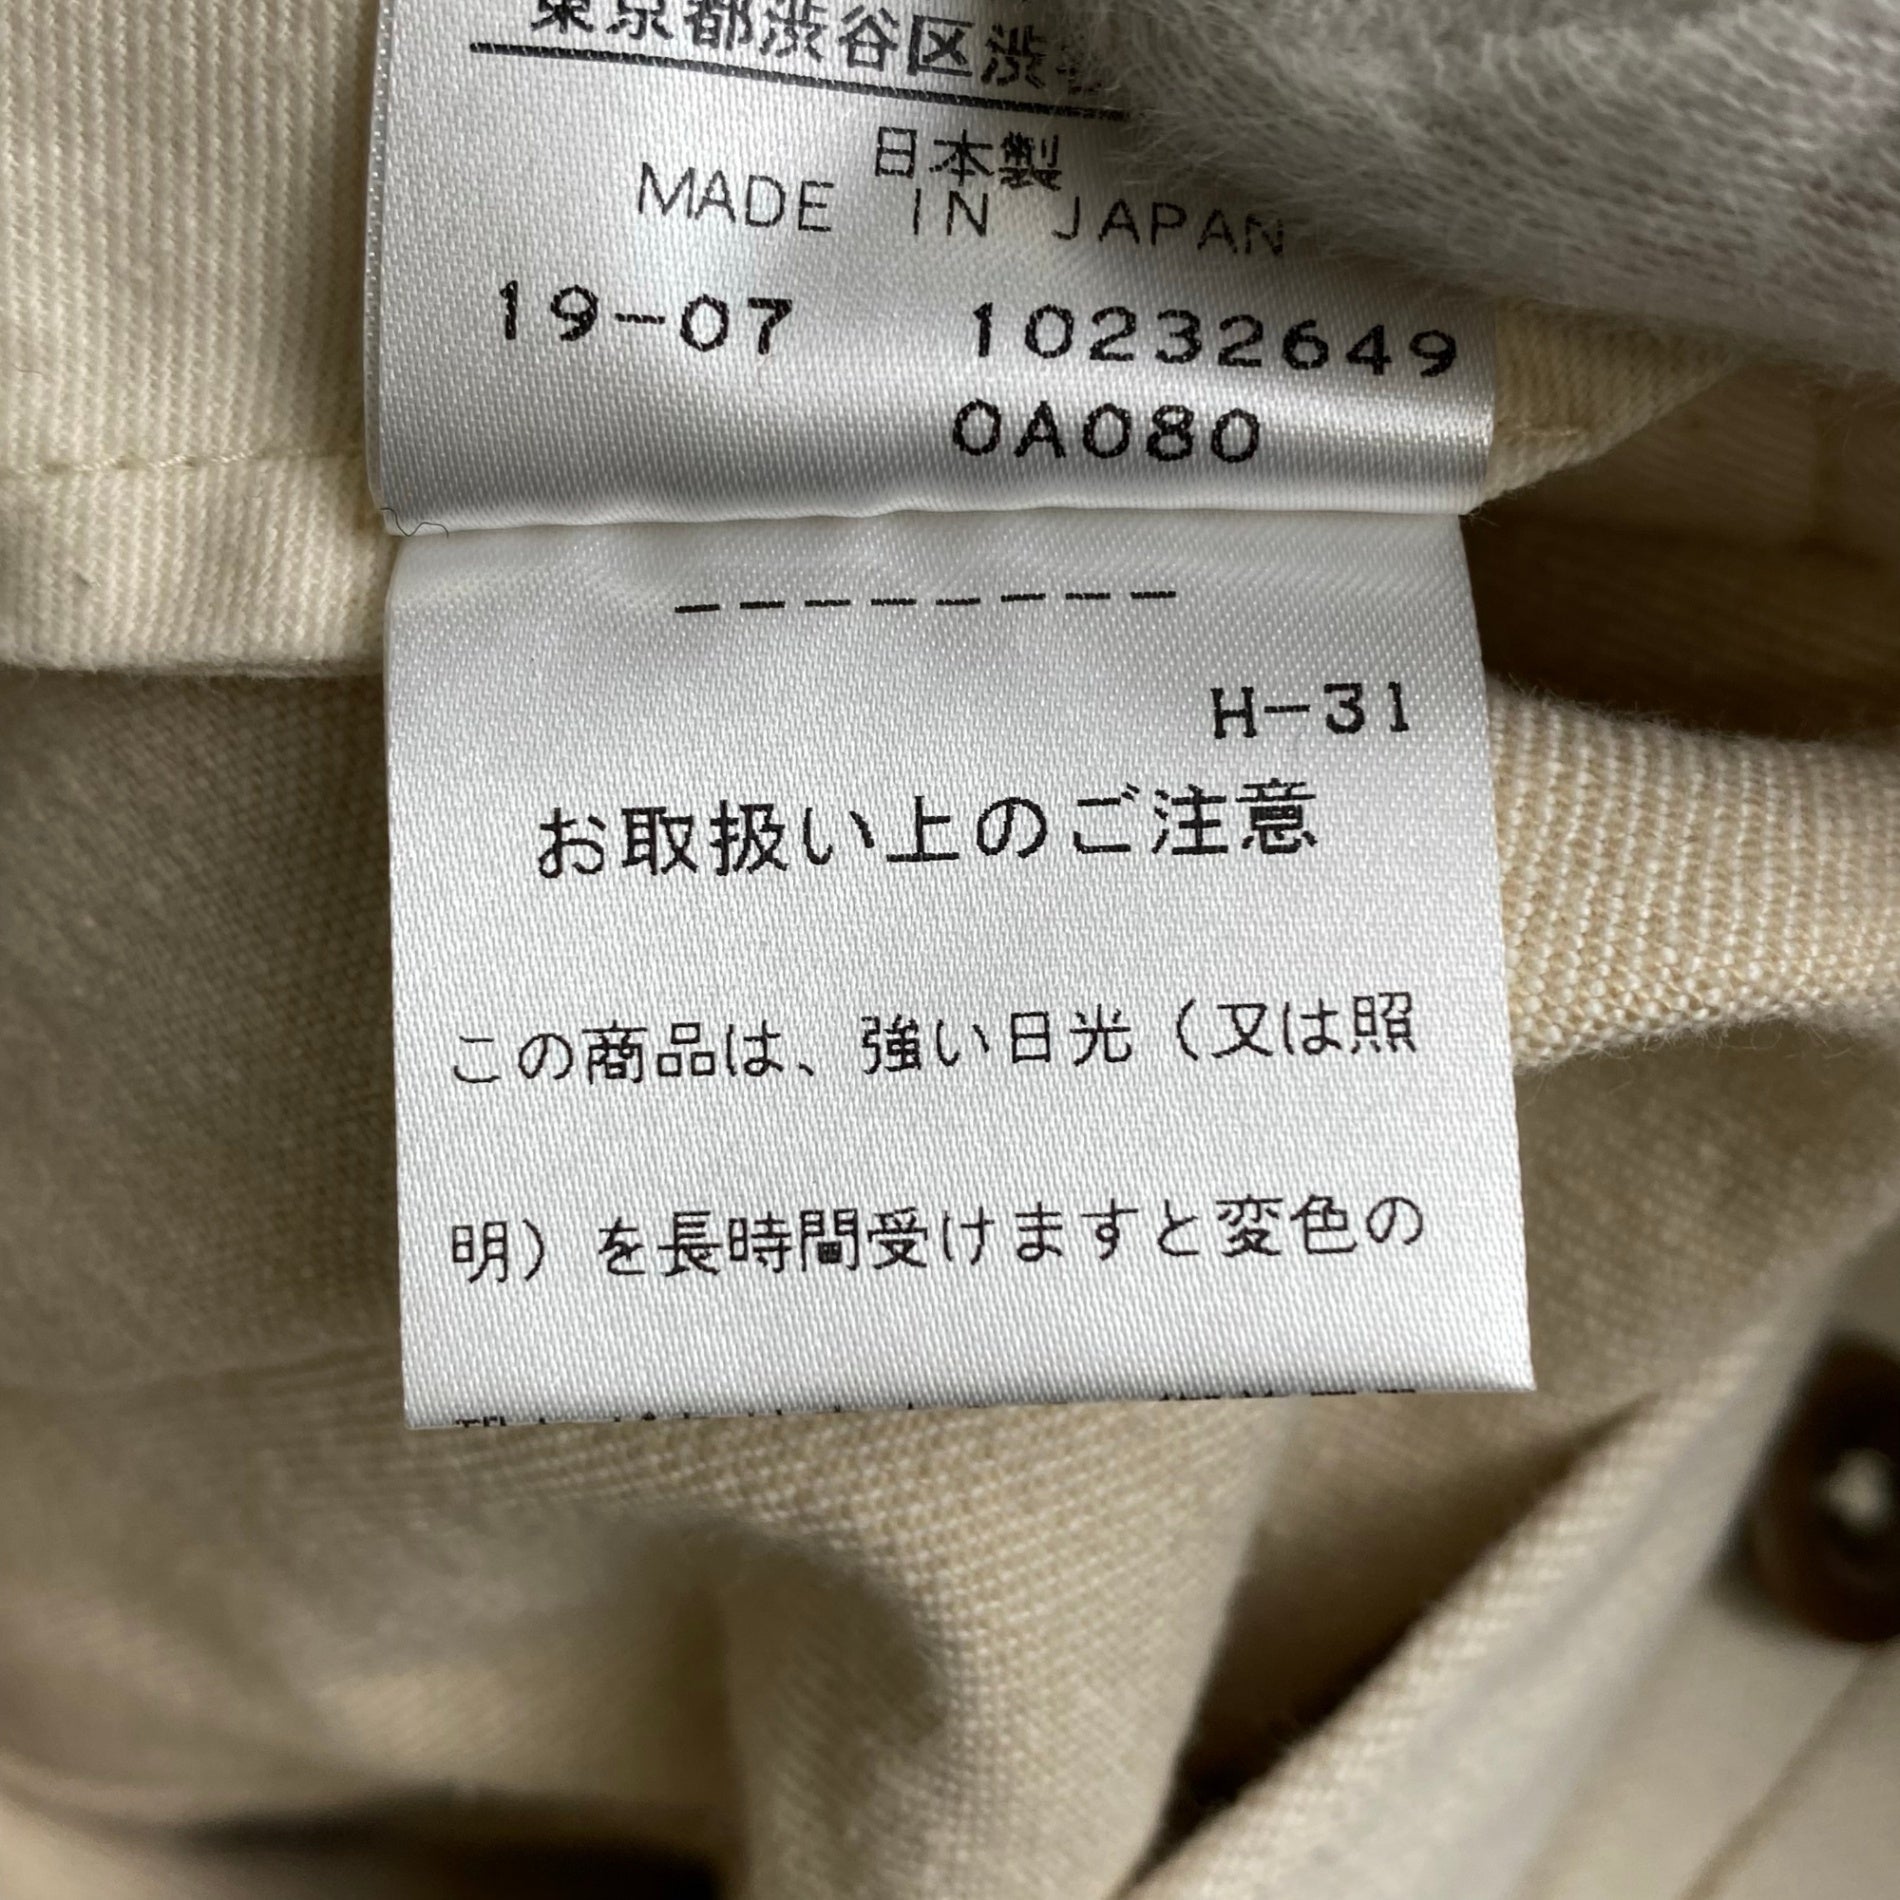 東京都渋谷区渋
日本製
MADE IN JAPAN
19-07 10232649
0A080
--------
H-31
お取扱い上のご注意
この商品は、強い日光（又は照
明）を長時間受けますと変色の